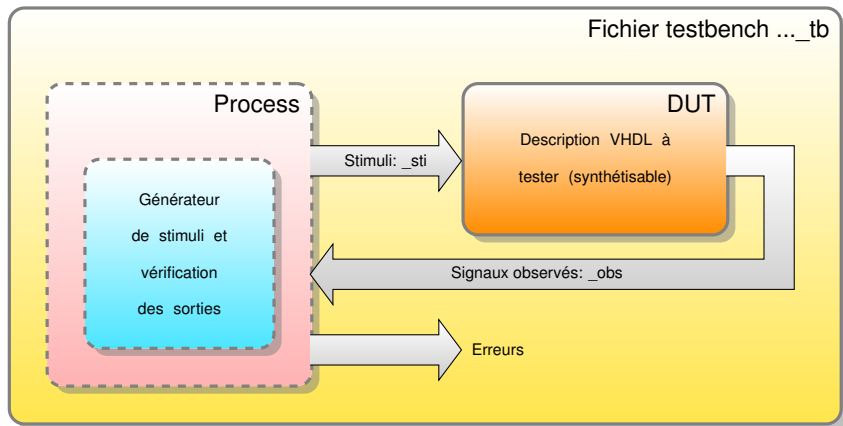 Fichier testbench ..._tb
Process
DUT
Description VHDL à
tester (synthétisable)
Stimuli: _sti
Générateur
de stimuli et
vérification
des sorties
Signaux observés: _obs
Erreurs